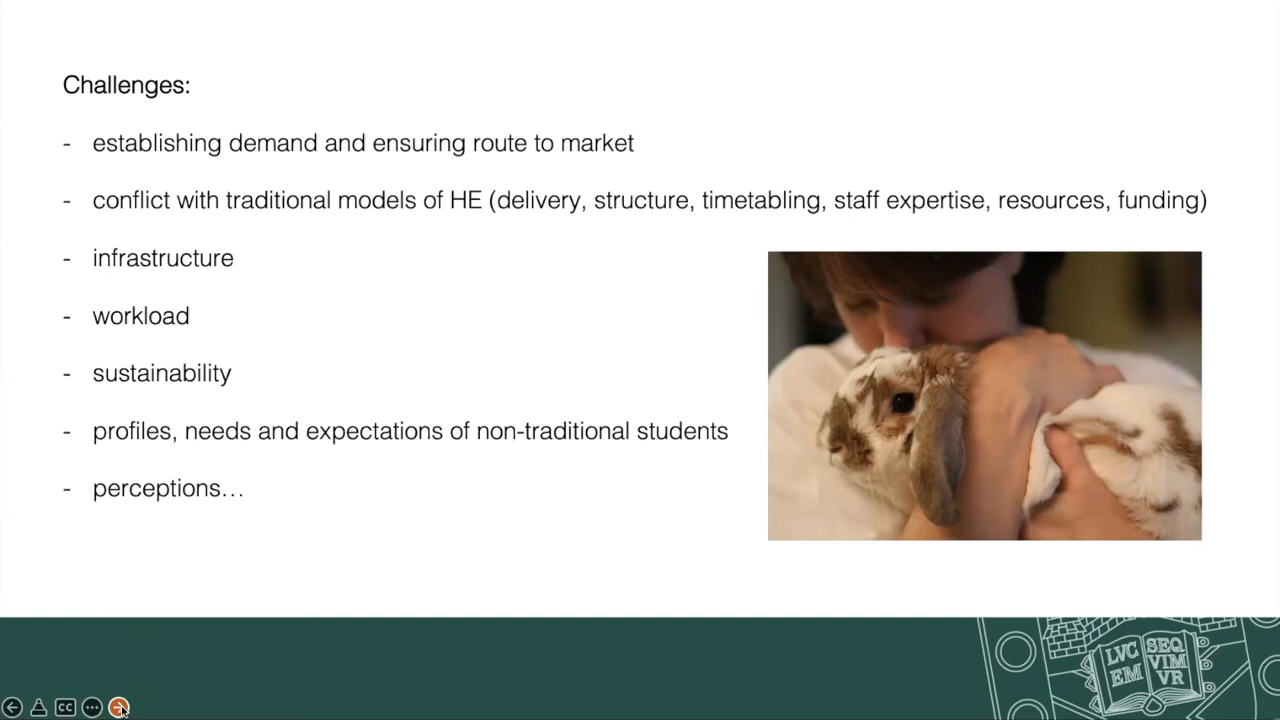 Challenges:
- establishing demand and ensuring route to market
- conflict with traditional models of HE (delivery, structure, timetabling, staff expertise, resources, funding)
- infrastructure
- workload
- sustainability
- profiles, needs and expectations of non-traditional students
- perceptions…
LVC
EM
SEQ
VIM
VR
CC